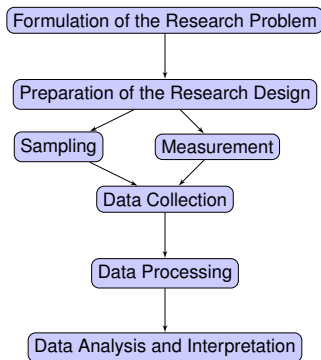 Formulation of the Research Problem
Preparation of the Research Design
Sampling
Measurement
Data Collection
Data Processing
Data Analysis and Interpretation